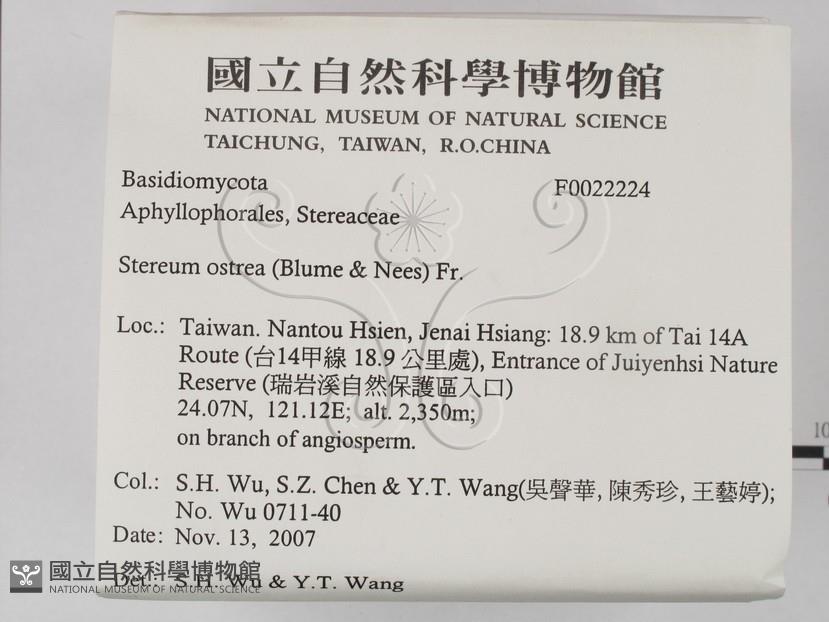 國立自然科學博物館
NATIONAL MUSEUM OF NATURAL SCIENCE
TAICHUNG, TAIWAN, R.O.CHINA
Basidiomycota F0022224
Aphyllophorales, Stereaceae
Stereum ostrea (Blume & Nees) Fr.
Loc.: Taiwan. Nantou Hsien, Jenai Hsiang: 18.9 km of Tai 14A
Route (台14甲線 18.9 公里處), Entrance of Juiyenhsi Nature
Reserve (瑞岩溪自然保護區入口)
24.07N, 121.12E; alt. 2,350m;
on branch of angiosperm.
Col.: S.H. Wu, S.Z. Chen & Y.T. Wang(吳聲華, 陳秀珍, 王藝婷);
No. Wu 0711-40
Date: Nov. 13, 2007
Det.: S.H. Wu & Y.T. Wang
國立自然科學博物館
NATIONAL MUSEUM OF NATURAL SCIENCE
10